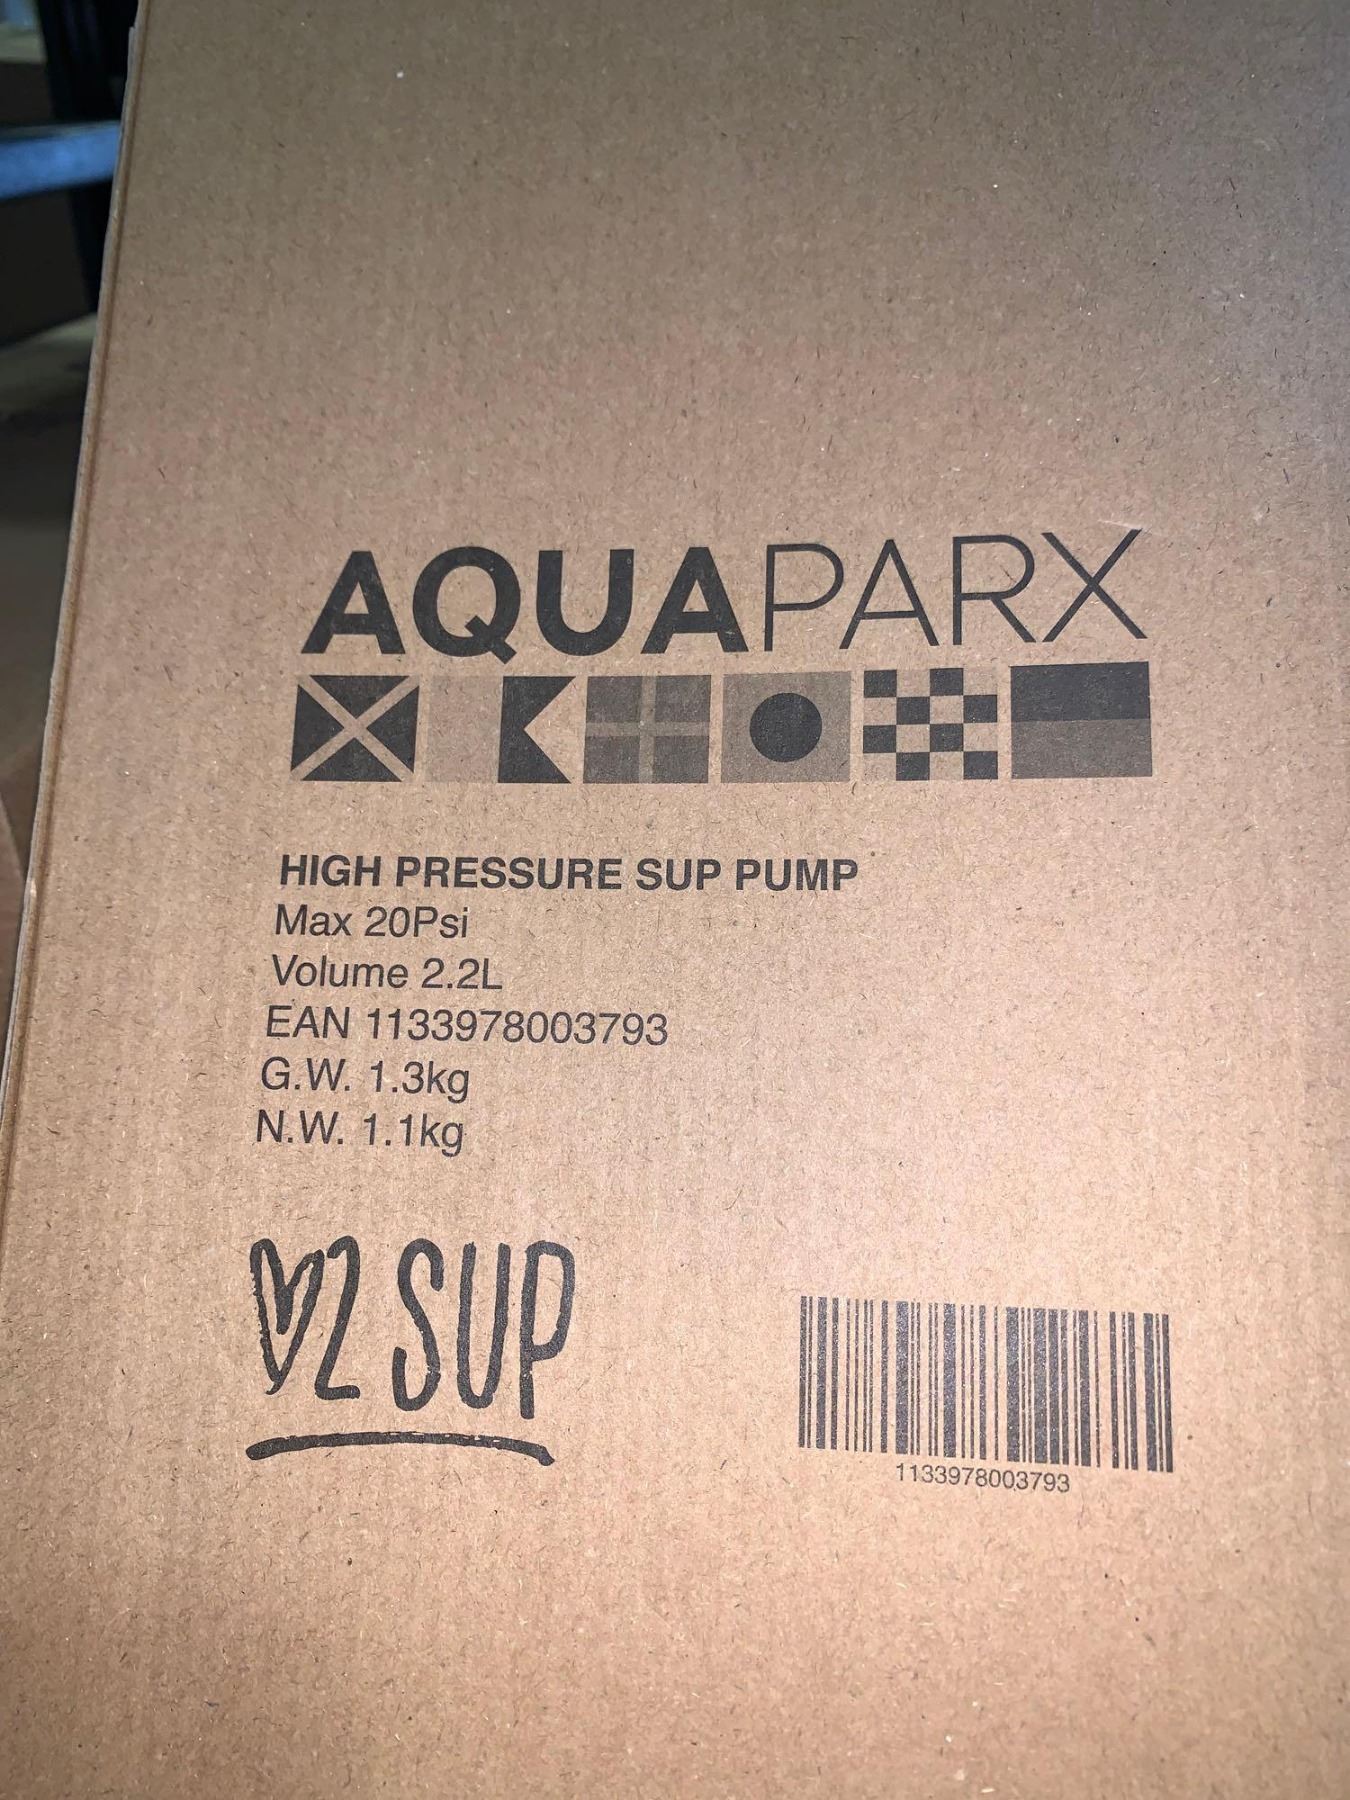 AQUAPARX
HIGH PRESSURE SUP PUMP
Max 20Psi
Volume 2.2L
EAN 1133978003793
G.W. 1.3kg
N.W. 1.1kg
♡2 SUP
1133978003793